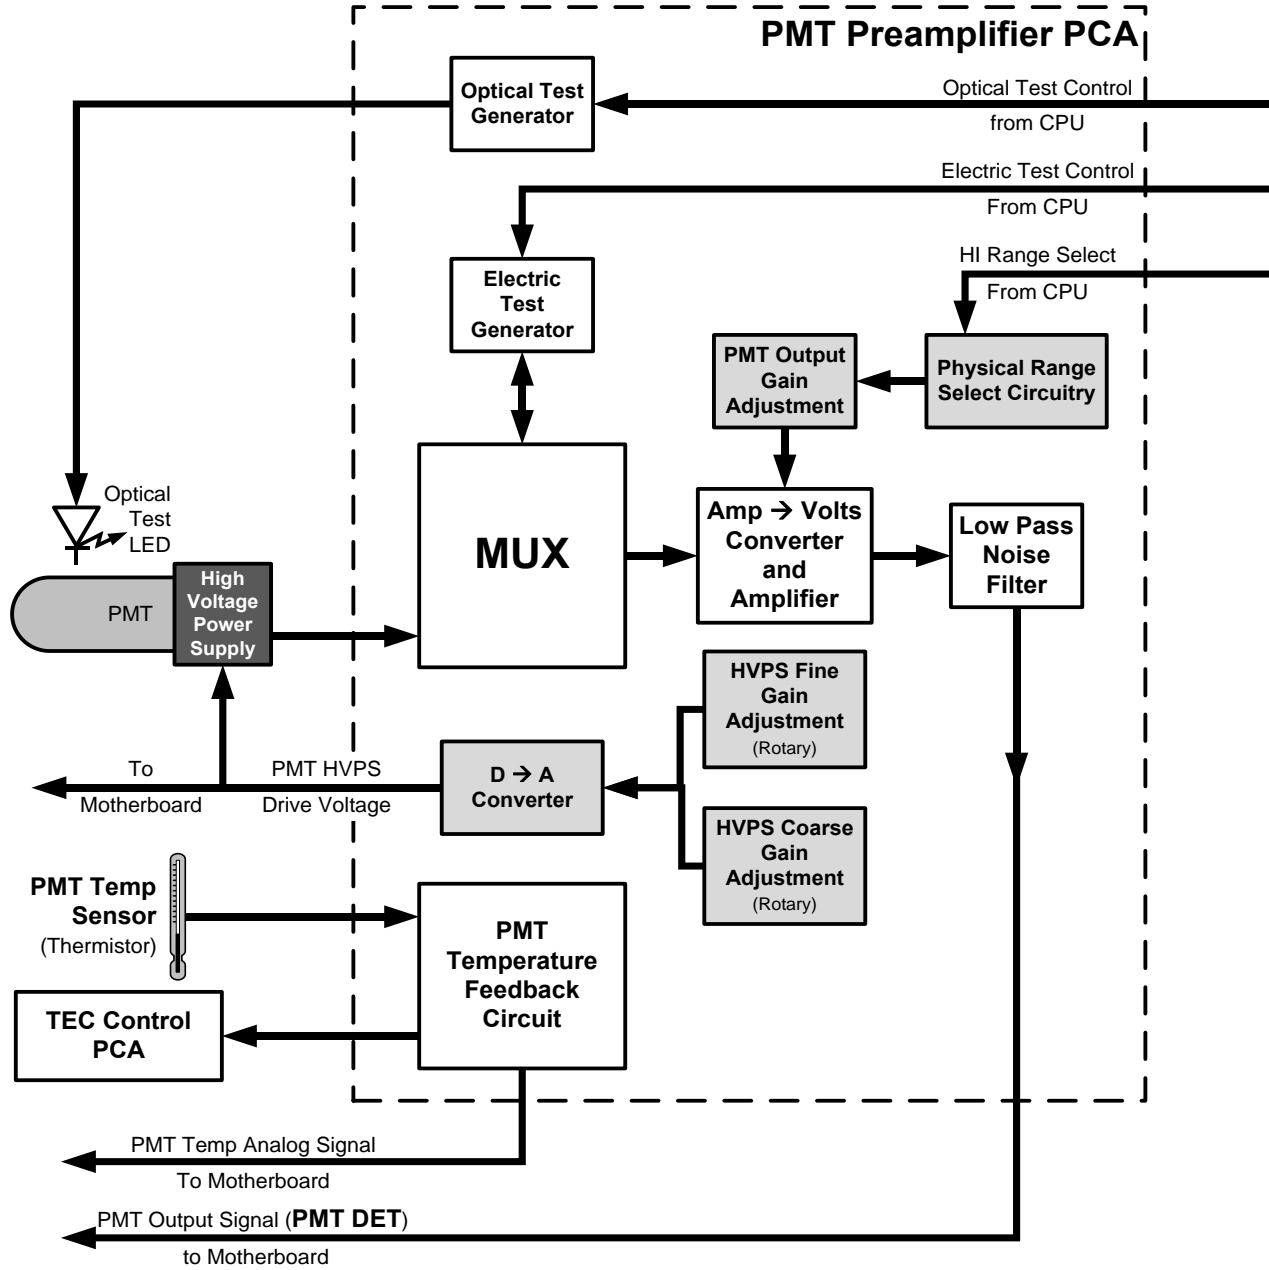 PMT Preamplifier PCA
Optical Test
Generator
Optical Test Control
from CPU
Electric Test Control
From CPU
HI Range Select
From CPU
Electric
Test
Generator
PMT Output
Gain
Adjustment
Physical Range
Select Circuitry
Optical
Test
LED
MUX
Amp → Volts
Converter
and
Amplifier
Low Pass
Noise
Filter
PMT
High
Voltage
Power
Supply
HVPS Fine
Gain
Adjustment
(Rotary)
To
Motherboard
PMT HVPS
Drive Voltage
D → A
Converter
HVPS Coarse
Gain
Adjustment
(Rotary)
PMT Temp
Sensor
(Thermistor)
PMT
Temperature
Feedback
Circuit
TEC Control
PCA
PMT Temp Analog Signal
To Motherboard
PMT Output Signal (PMT DET)
to Motherboard